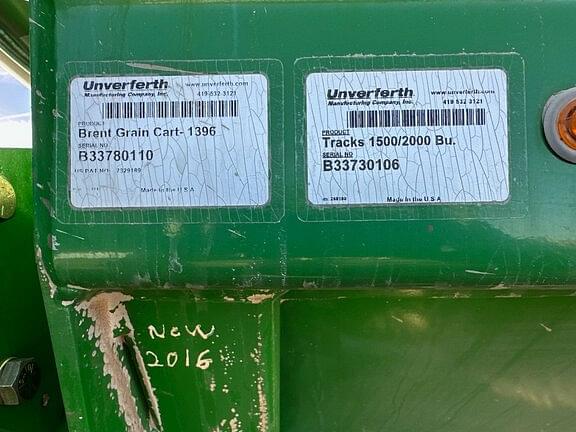 Unverferth www.unverferth.com
Manufacturing Company, Inc. 419-532-3121
PRODUCT
Brent Grain Cart- 1396
SERIAL NO
B33780110
US PAT NO. 7329189
Made in the U S A
Unverferth www.unverferth.com
Manufacturing Company, Inc. 419 532 3121
PRODUCT
Tracks 1500/2000 Bu.
SERIAL NO
B33730106
Made in the U S A
New
2016